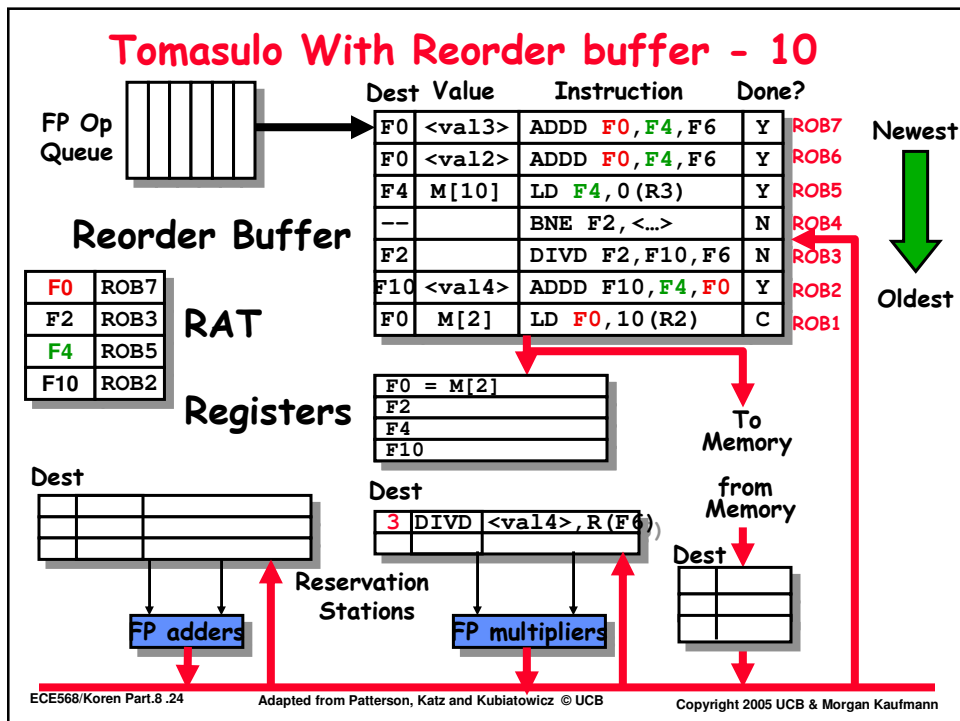 Tomasulo With Reorder buffer - 10
Dest Value Instruction Done?
FP Op
Queue
F0 <val3> ADDD F0,F4,F6 Y ROB7
F0 <val2> ADDD F0,F4,F6 Y ROB6
F4 M[10] LD F4,0(R3) Y ROB5
-- BNE F2,<…> N ROB4
F2 DIVD F2,F10,F6 N ROB3
F10 <val4> ADDD F10,F4,F0 Y ROB2
F0 M[2] LD F0,10(R2) C ROB1
Newest
Oldest
Reorder Buffer
F0 ROB7
F2 ROB3
F4 ROB5
F10 ROB2
RAT
Registers
F0 = M[2]
F2
F4
F10
To
Memory
from
Memory
Dest
Dest
3 DIVD <val4>,R(F6)
Dest
Reservation
Stations
FP adders
FP multipliers
ECE568/Koren Part.8 .24
Adapted from Patterson, Katz and Kubiatowicz © UCB
Copyright 2005 UCB & Morgan Kaufmann